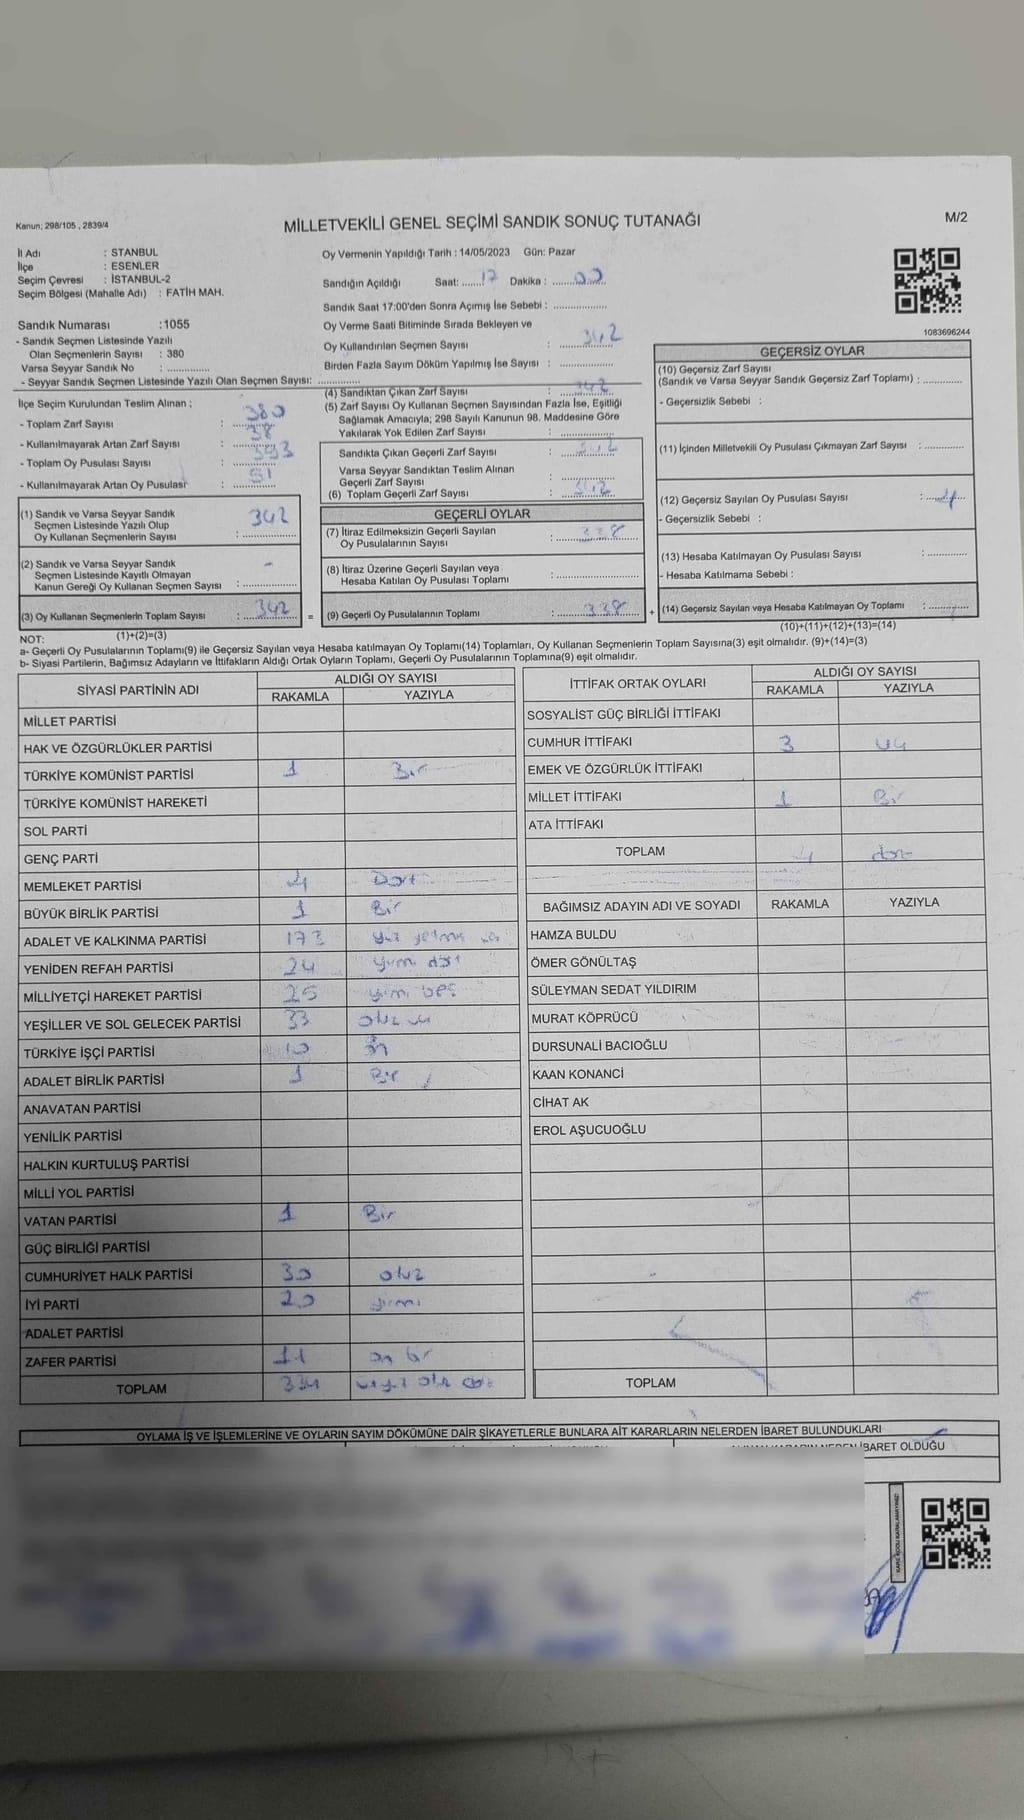 Kanun; 298/105 , 2839/4
MİLLETVEKİLİ GENEL SEÇİMİ SANDIK SONUÇ TUTANAĞI
M/2
İl Adı : STANBUL
İlçe : ESENLER
Seçim Çevresi : İSTANBUL-2
Seçim Bölgesi (Mahalle Adı) : FATİH MAH.
Sandık Numarası :1055
- Sandık Seçmen Listesinde Yazılı
Olan Seçmenlerin Sayısı : 380
Varsa Seyyar Sandık No : ............
- Seyyar Sandık Seçmen Listesinde Yazılı Olan Seçmen Sayısı: ............
Oy Vermenin Yapıldığı Tarih : 14/05/2023 Gün: Pazar
Sandığın Açıldığı Saat: 17 Dakika : 00
Sandık Saat 17:00'den Sonra Açımış İse Sebebi : ................
Oy Verme Saati Bitiminde Sırada Bekleyen ve
Oy Kullandırılan Seçmen Sayısı : 342
Birden Fazla Sayım Döküm Yapılmış İse Sayısı : ................
1083696244
İlçe Seçim Kurulundan Teslim Alınan ;
- Toplam Zarf Sayısı : 380
- Kullanılmayarak Artan Zarf Sayısı : 38
- Toplam Oy Pusulası Sayısı : 393
- Kullanılmayarak Artan Oy Pusulası : 51
(1) Sandık ve Varsa Seyyar Sandık
Seçmen Listesinde Yazılı Olup
Oy Kullanan Seçmenlerin Sayısı : 342
(2) Sandık ve Varsa Seyyar Sandık
Seçmen Listesinde Kayıtlı Olmayan
Kanun Gereği Oy Kullanan Seçmen Sayısı : -
(3) Oy Kullanan Seçmenlerin Toplam Sayısı : 342 =
(1)+(2)=(3)
(4) Sandıktan Çıkan Zarf Sayısı : 342
(5) Zarf Sayısı Oy Kullanan Seçmen Sayısından Fazla İse, Eşitliği
Sağlamak Amacıyla; 298 Sayılı Kanunun 98. Maddesine Göre
Yakılarak Yok Edilen Zarf Sayısı : ................
Sandıkta Çıkan Geçerli Zarf Sayısı : 342
Varsa Seyyar Sandıktan Teslim Alınan
Geçerli Zarf Sayısı : ................
(6) Toplam Geçerli Zarf Sayısı : 342
GEÇERLİ OYLAR
(7) İtiraz Edilmeksizin Geçerli Sayılan
Oy Pusulalarının Sayısı : 338
(8) İtiraz Üzerine Geçerli Sayılan veya
Hesaba Katılan Oy Pusulası Toplamı : ................
(9) Geçerli Oy Pusulalarının Toplamı : 338 +
GEÇERSİZ OYLAR
(10) Geçersiz Zarf Sayısı
(Sandık ve Varsa Seyyar Sandık Geçersiz Zarf Toplamı) : ............
- Geçersizlik Sebebi :
(11) İçinden Milletvekili Oy Pusulası Çıkmayan Zarf Sayısı : ............
(12) Geçersiz Sayılan Oy Pusulası Sayısı : 4
- Geçersizlik Sebebi :
(13) Hesaba Katılmayan Oy Pusulası Sayısı : ............
- Hesaba Katılmama Sebebi :
(14) Geçersiz Sayılan veya Hesaba Katılmayan Oy Toplamı : ............
(10)+(11)+(12)+(13)=(14)
NOT:
a- Geçerli Oy Pusulaların Toplamı(9) ile Geçersiz Sayılan veya Hesaba katılmayan Oy Toplamı(14) Toplamları, Oy Kullanan Seçmenlerin Toplam Sayısına(3) eşit olmalıdır. (9)+(14)=(3)
b- Siyasi Partilerin, Bağımsız Adayların ve İttifakların Aldığı Ortak Oyların Toplamı, Geçerli Oy Pusulalarının Toplamına(9) eşit olmalıdır.
SİYASİ PARTİNİN ADI ALDIĞI OY SAYISI
RAKAMLA YAZIYLA
MİLLET PARTİSİ
HAK VE ÖZGÜRLÜKLER PARTİSİ
TÜRKİYE KOMÜNİST PARTİSİ 1 Bir
TÜRKİYE KOMÜNİST HAREKETİ
SOL PARTİ
GENÇ PARTİ
MEMLEKET PARTİSİ 4 Dört
BÜYÜK BİRLİK PARTİSİ 1 Bir
ADALET VE KALKINMA PARTİSİ 173 yüz yetmiş üç
YENİDEN REFAH PARTİSİ 24 yirmi dört
MİLLİYETÇİ HAREKET PARTİSİ 25 yirmi beş
YEŞİLLER VE SOL GELECEK PARTİSİ 33 otuz üç
TÜRKİYE İŞÇİ PARTİSİ 10 on
ADALET BİRLİK PARTİSİ 1 Bir
ANAVATAN PARTİSİ
YENİLİK PARTİSİ
HALKIN KURTULUŞ PARTİSİ
MİLLİ YOL PARTİSİ
VATAN PARTİSİ 1 Bir
GÜÇ BİRLİĞİ PARTİSİ
CUMHURİYET HALK PARTİSİ 30 otuz
İYİ PARTİ 20 yirmi
ADALET PARTİSİ
ZAFER PARTİSİ 11 on bir
TOPLAM 334 üçyüz otuz dört
İTTİFAK ORTAK OYLARI ALDIĞI OY SAYISI
RAKAMLA YAZIYLA
SOSYALİST GÜÇ BİRLİĞİ İTTİFAKI
CUMHUR İTTİFAKI 3 üç
EMEK VE ÖZGÜRLÜK İTTİFAKI
MİLLET İTTİFAKI 1 Bir
ATA İTTİFAKI
TOPLAM 4 dört
BAĞIMSIZ ADAYIN ADI VE SOYADI RAKAMLA YAZIYLA
HAMZA BULDU
ÖMER GÖNÜLTAŞ
SÜLEYMAN SEDAT YILDIRIM
MURAT KÖPRÜCÜ
DURSUNALİ BACIOĞLU
KAAN KONANCİ
CİHAT AK
EROL AŞUCUOĞLU
TOPLAM
OYLAMA İŞ VE İŞLEMLERİNE VE OYLARIN SAYIM DÖKÜMÜNE DAİR ŞİKAYETLERLE BUNLARA AİT KARARLARIN NELERDEN İBARET BULUNDUKLARI
İBARET OLDUĞU